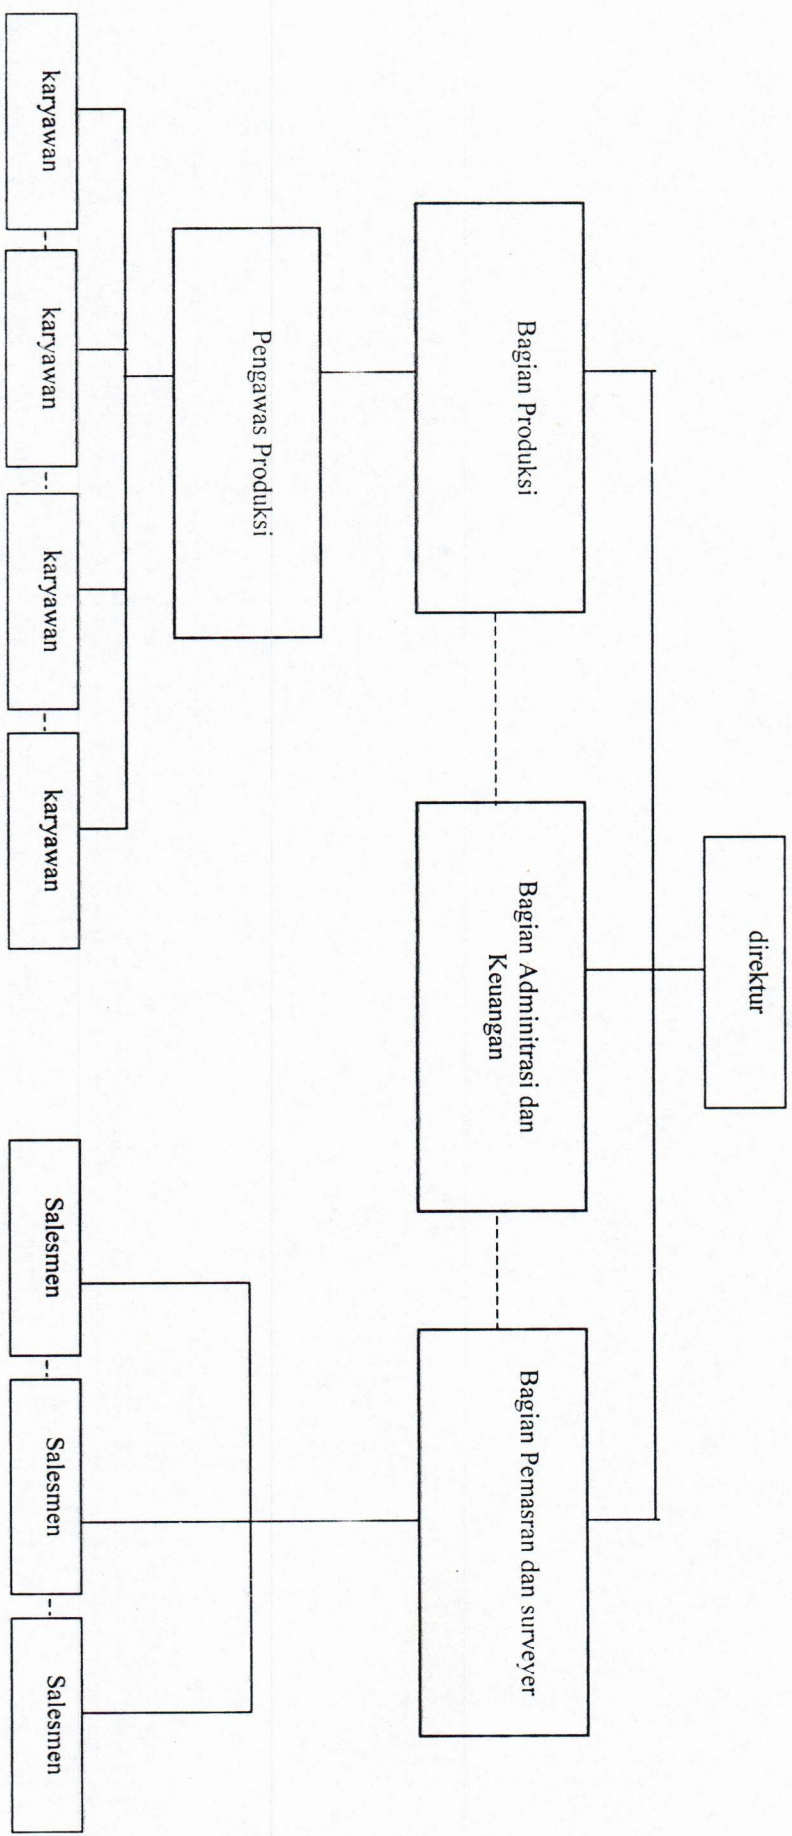 direktur
Bagian Produksi
Bagian Adminitrasi dan
Keuangan
Bagian Pemasran dan surveyer
Pengawas Produksi
karyawan
karyawan
karyawan
karyawan
Salesmen
Salesmen
Salesmen